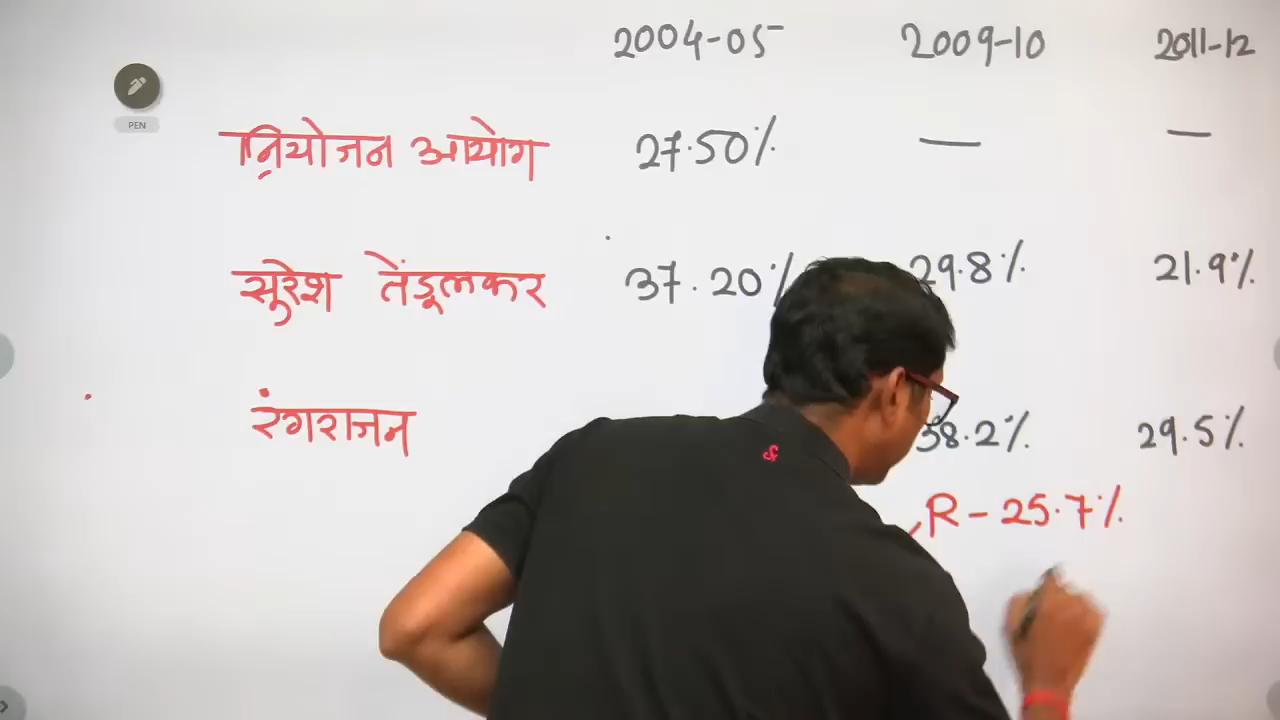 2004-05 2009-10 2011-12
PEN
नियोजन आयोग 27.50% — —
सुरेश तेंडूलकर 37.20% 29.8% 21.9%
रंगराजन 38.2% 29.5%
R - 25.7%